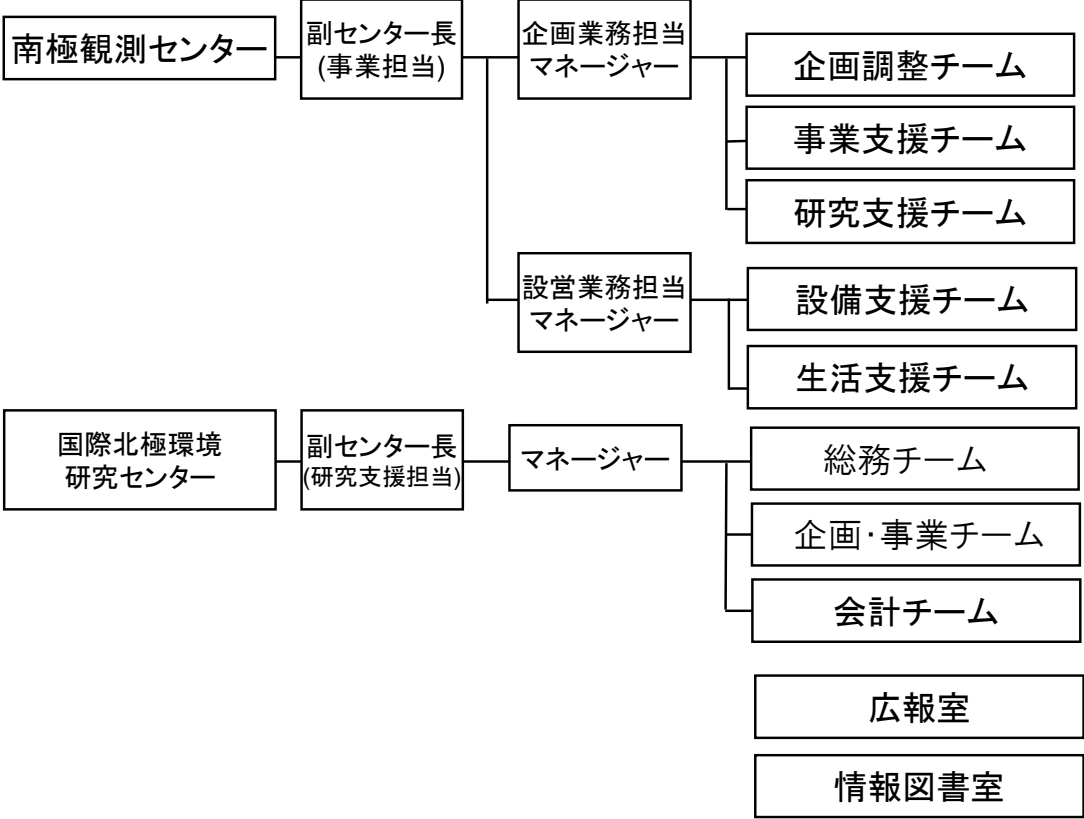 南極観測センター
副センター長
(事業担当)
企画業務担当
マネージャー
企画調整チーム
事業支援チーム
研究支援チーム
設営業務担当
マネージャー
設備支援チーム
生活支援チーム
国際北極環境
研究センター
副センター長
(研究支援担当)
マネージャー
総務チーム
企画・事業チーム
会計チーム
広報室
情報図書室